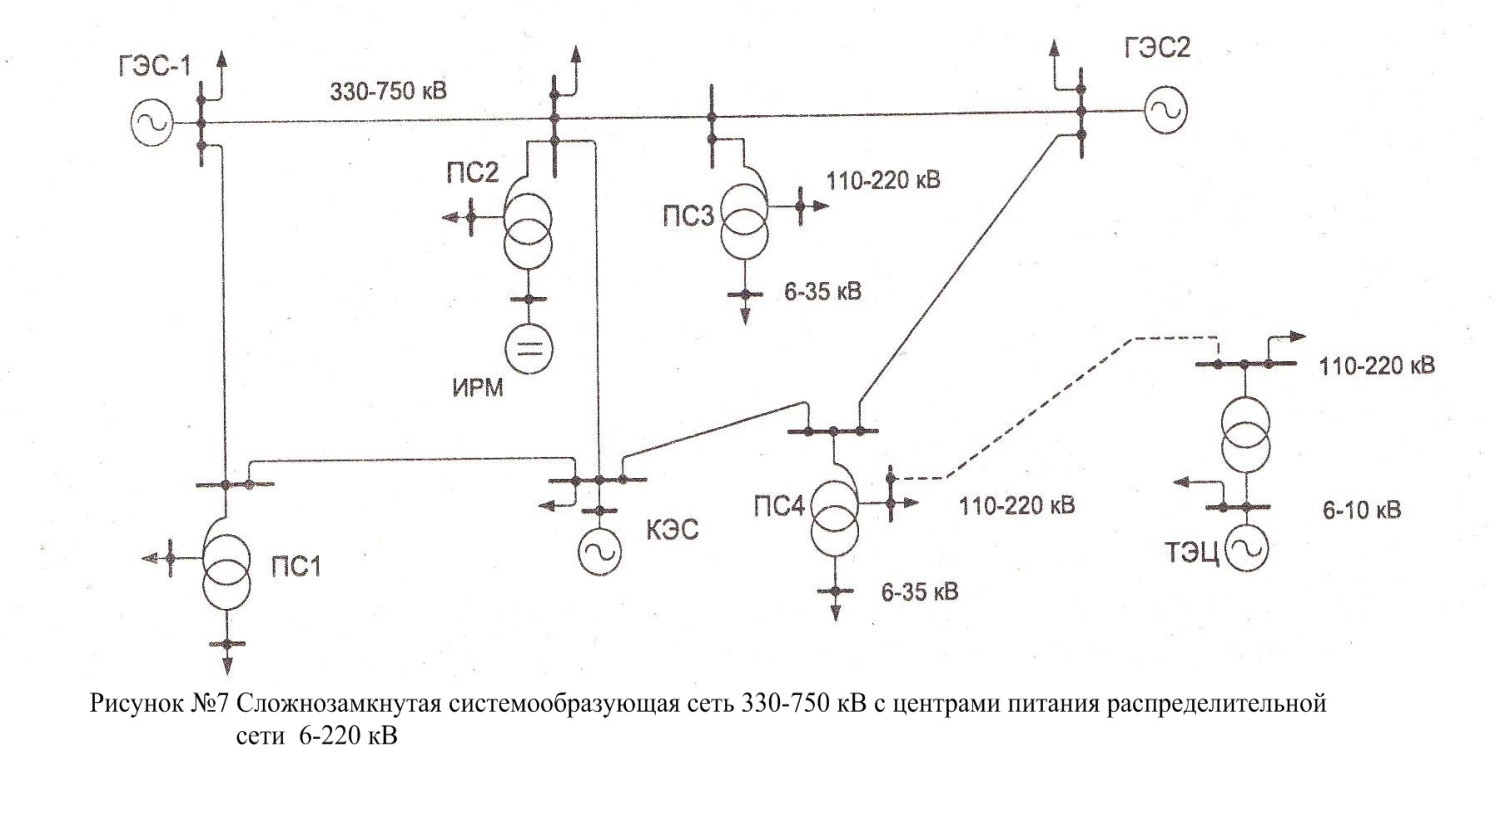 ГЭС-1
ГЭС2
330-750 кВ
ПС2
110-220 кВ
ПС3
6-35 кВ
ИРМ
110-220 кВ
ПС4
110-220 кВ
6-10 кВ
КЭС
ТЭЦ
ПС1
6-35 кВ
Рисунок №7 Сложнозамкнутая системообразующая сеть 330-750 кВ с центрами питания распределительной
сети 6-220 кВ